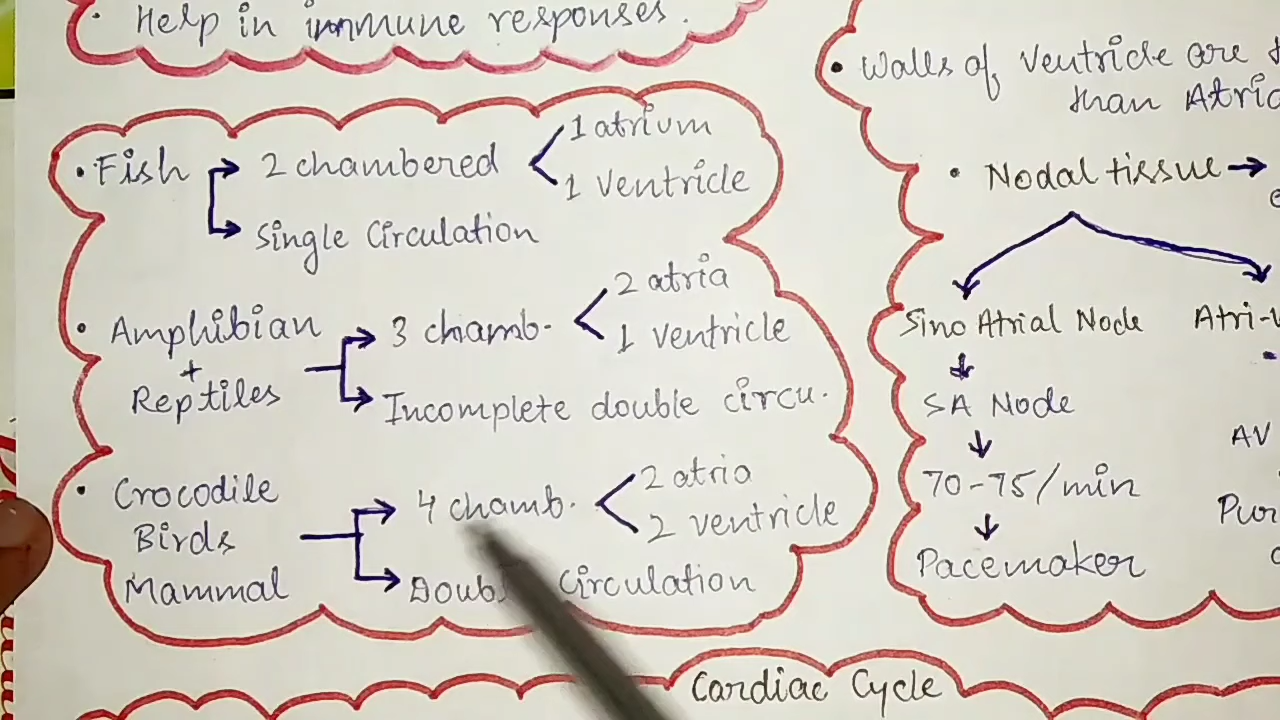 • Help in immune responses.
• Fish → 2 chambered < 1 atrium
1 Ventricle
→ Single Circulation
• Amphibian + Reptiles → 3 chamb. < 2 atria
1 Ventricle
→ Incomplete double circu.
• Crocodile Birds Mammal → 4 chamb. < 2 atria
2 ventricle
→ Circulation
• Walls of Ventricle are
than
• Nodal tissue →
Sino Atrial Node
↓
SA Node
↓
70-75/min
↓
Pacemaker
AV
Cardiac Cycle